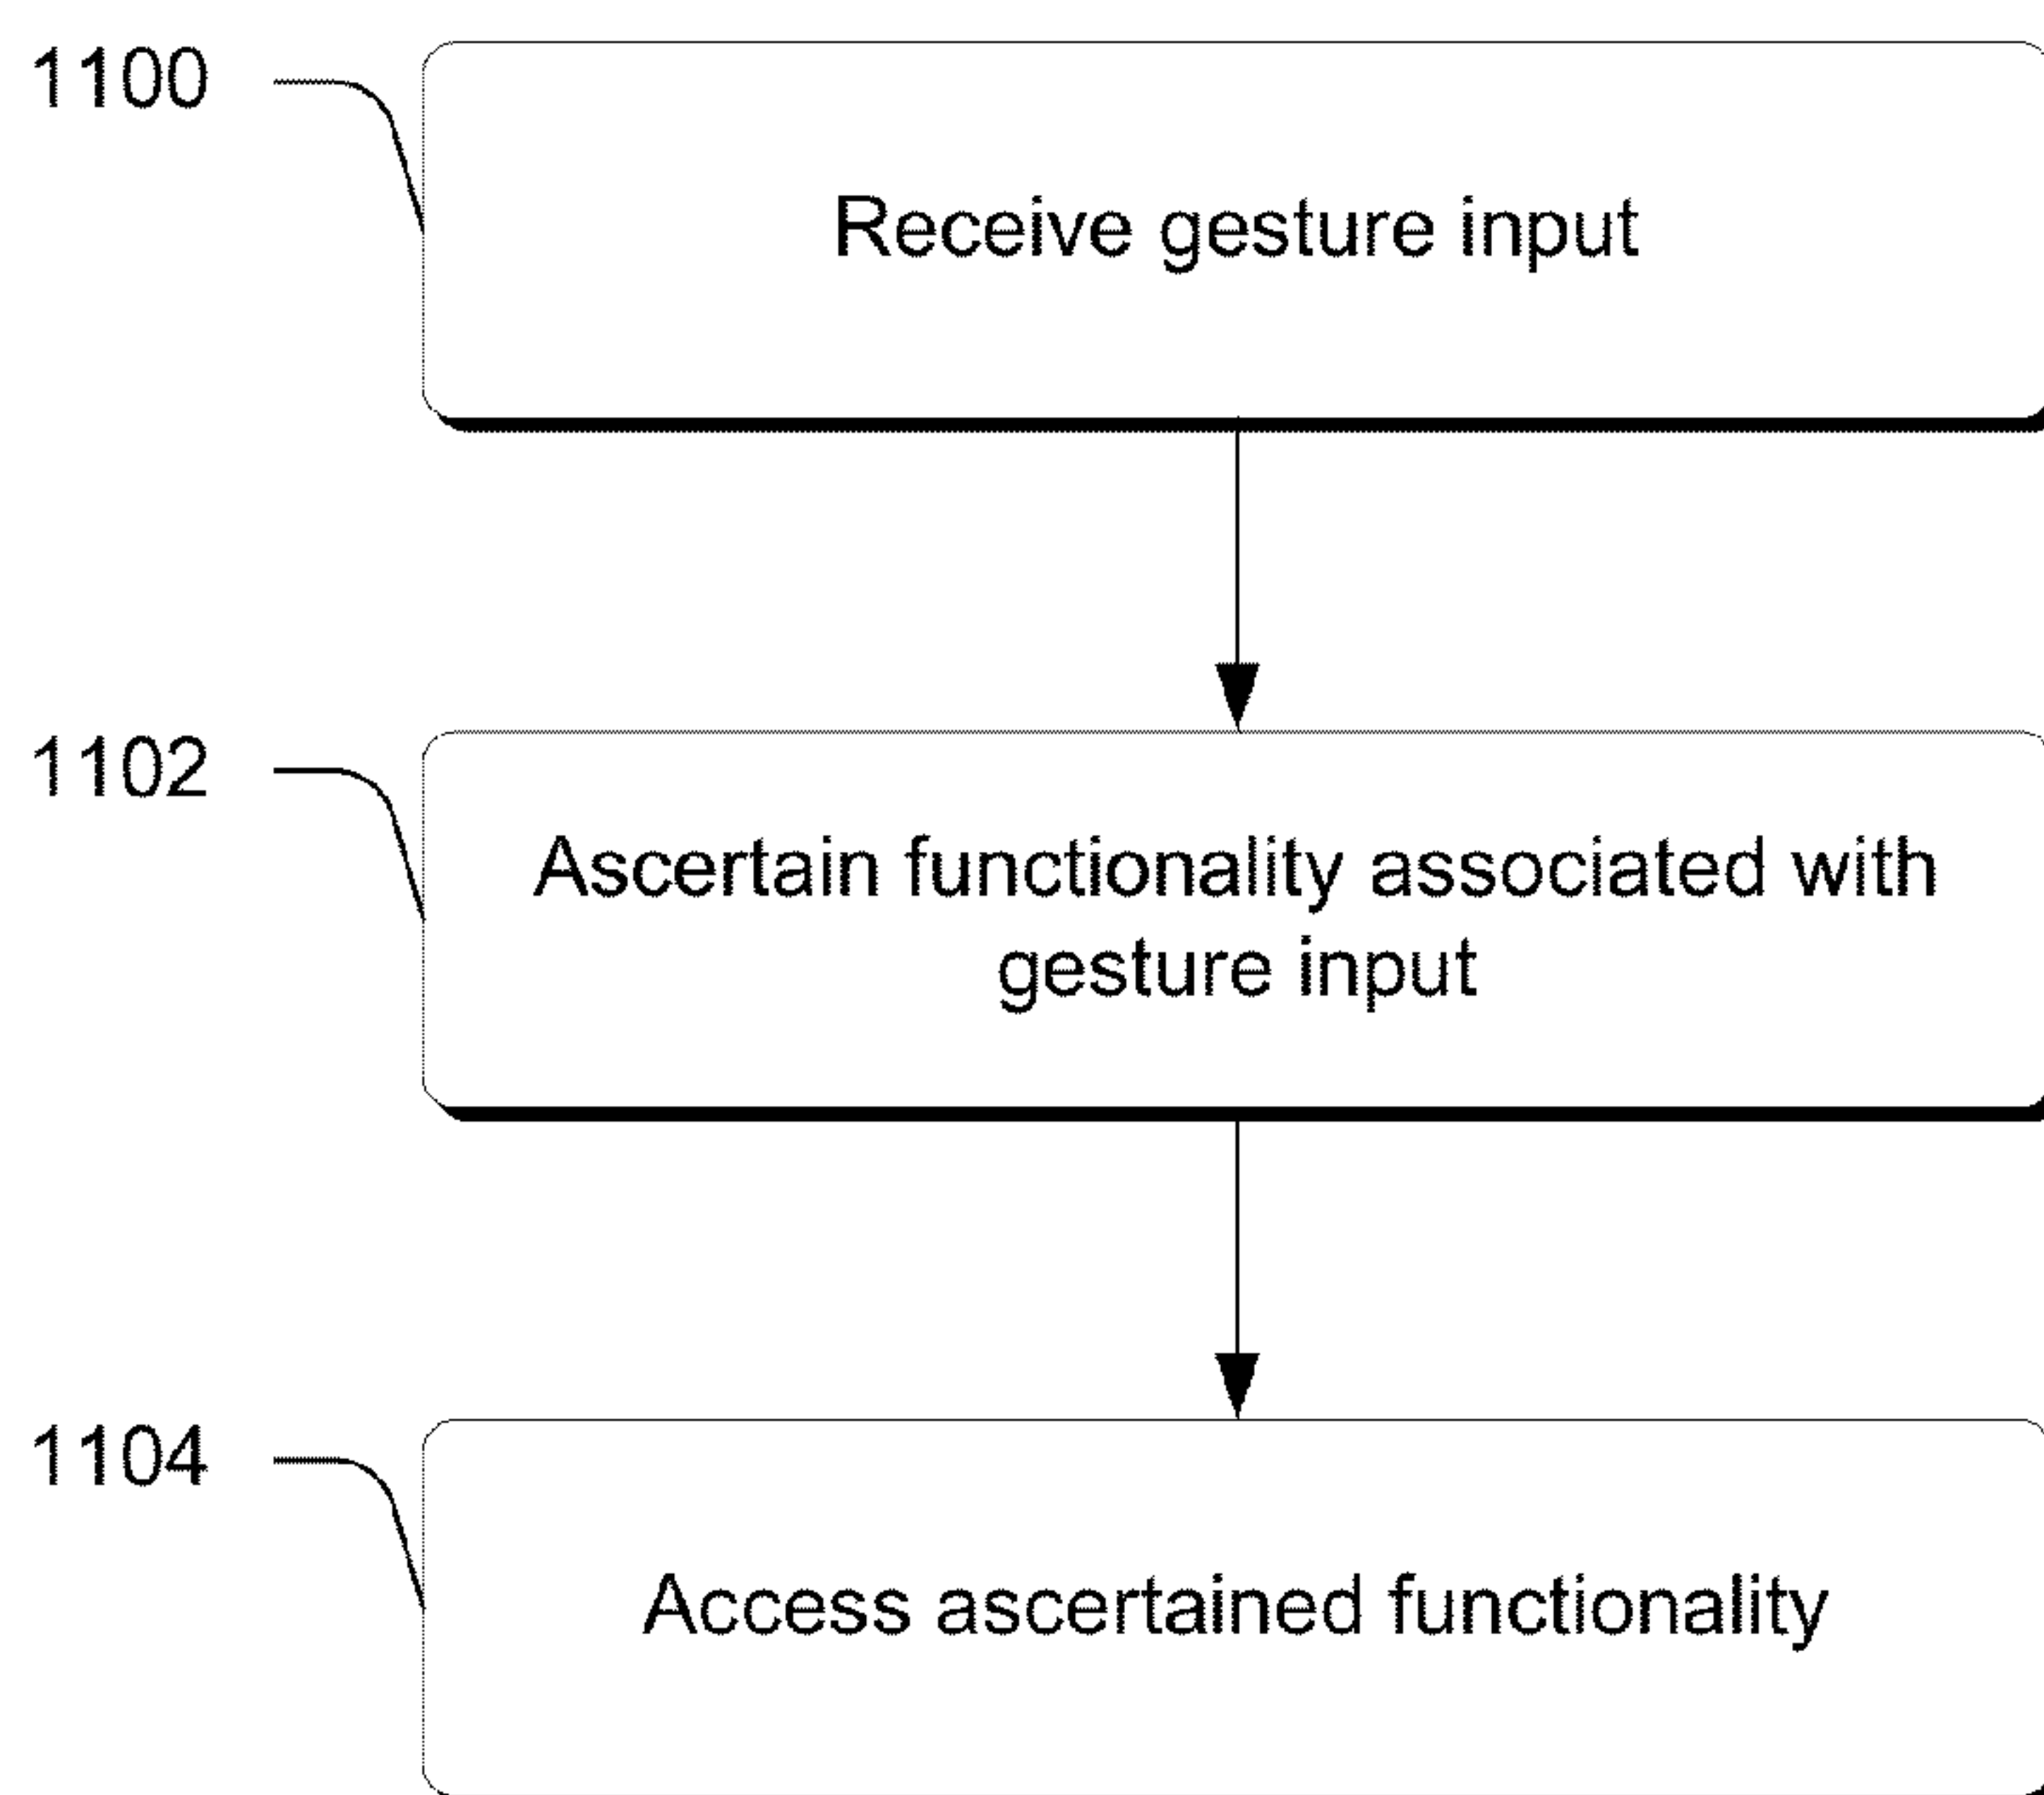 1100
Receive gesture input
1102
Ascertain functionality associated with
gesture input
1104
Access ascertained functionality